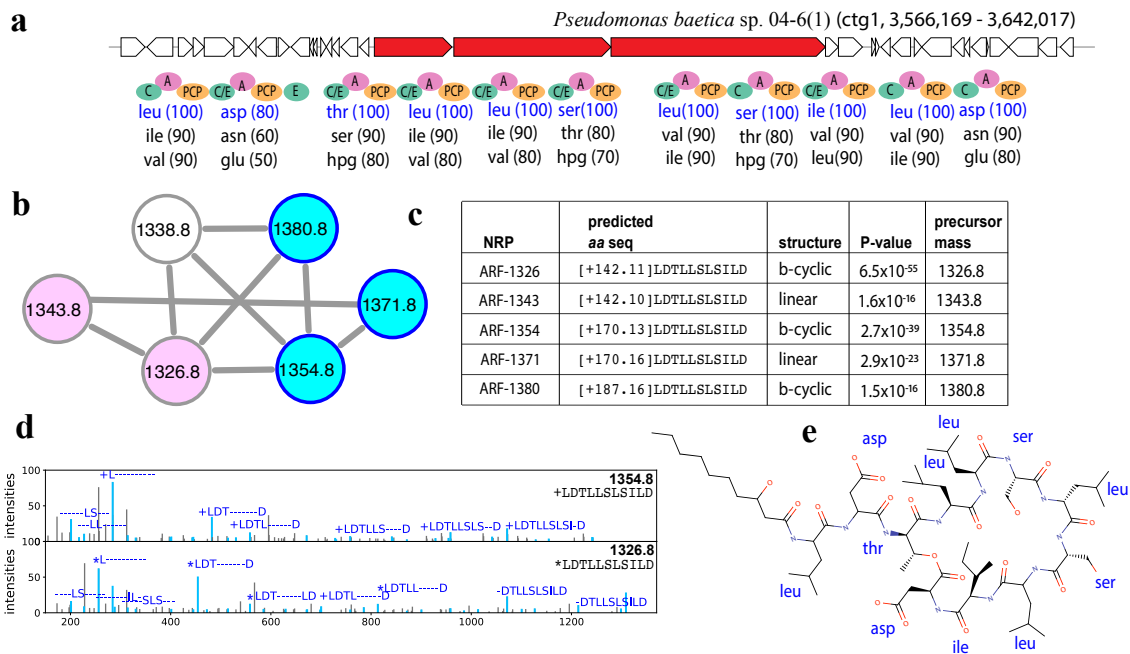 a
Pseudomonas baetica sp. 04-6(1) (ctg1, 3,566,169 - 3,642,017)
C A PCP C/E A PCP E C/E A PCP C/E A PCP C/E A PCP C/E A PCP C/E A PCP C/E A PCP C/E A PCP C A PCP C A PCP
leu (100) asp (80) thr (100) leu (100) leu (100) ser(100) leu(100) ser (100) ile (100) leu (100) asp (100)
ile (90) asn (60) ser (90) ile (90) ile (90) thr (80) val (90) thr (80) val (90) val (90) asn (90)
val (90) glu (50) hpg (80) val (80) val (80) hpg (70) ile (90) hpg (70) leu(90) ile (90) glu (80)
b
1338.8
1380.8
1343.8
1371.8
1326.8
1354.8
c
NRP predicted aa seq structure P-value precursor mass
ARF-1326 [+142.11]LDTLLSLSILD b-cyclic 6.5x10-55 1326.8
ARF-1343 [+142.10]LDTLLSLSILD linear 1.6x10-16 1343.8
ARF-1354 [+170.13]LDTLLSLSILD b-cyclic 2.7x10-39 1354.8
ARF-1371 [+170.16]LDTLLSLSILD linear 2.9x10-23 1371.8
ARF-1380 [+187.16]LDTLLSLSILD b-cyclic 1.5x10-16 1380.8
d
intensities
100
50
100
1354.8
+LDTLLSLSILD
+L----------
-----LS----
---LL------
+LDT-------D
+LDTL-----D
+LDTLLS---D
+LDTLLSLS--D
+LDTLLSLSI-D
intensities
50
0
1326.8
*LDTLLSLSILD
*L----------
----LS-----
-SLS-----
*LDT-------D
*LDT------LD
+LDTL------D
*LDTLL-----D
-DTLLSLSILD
-DTLLSLSILD
200 400 600 800 1000 1200
e
leu
ser
asp
leu
leu
thr
leu
ser
asp
ile
leu